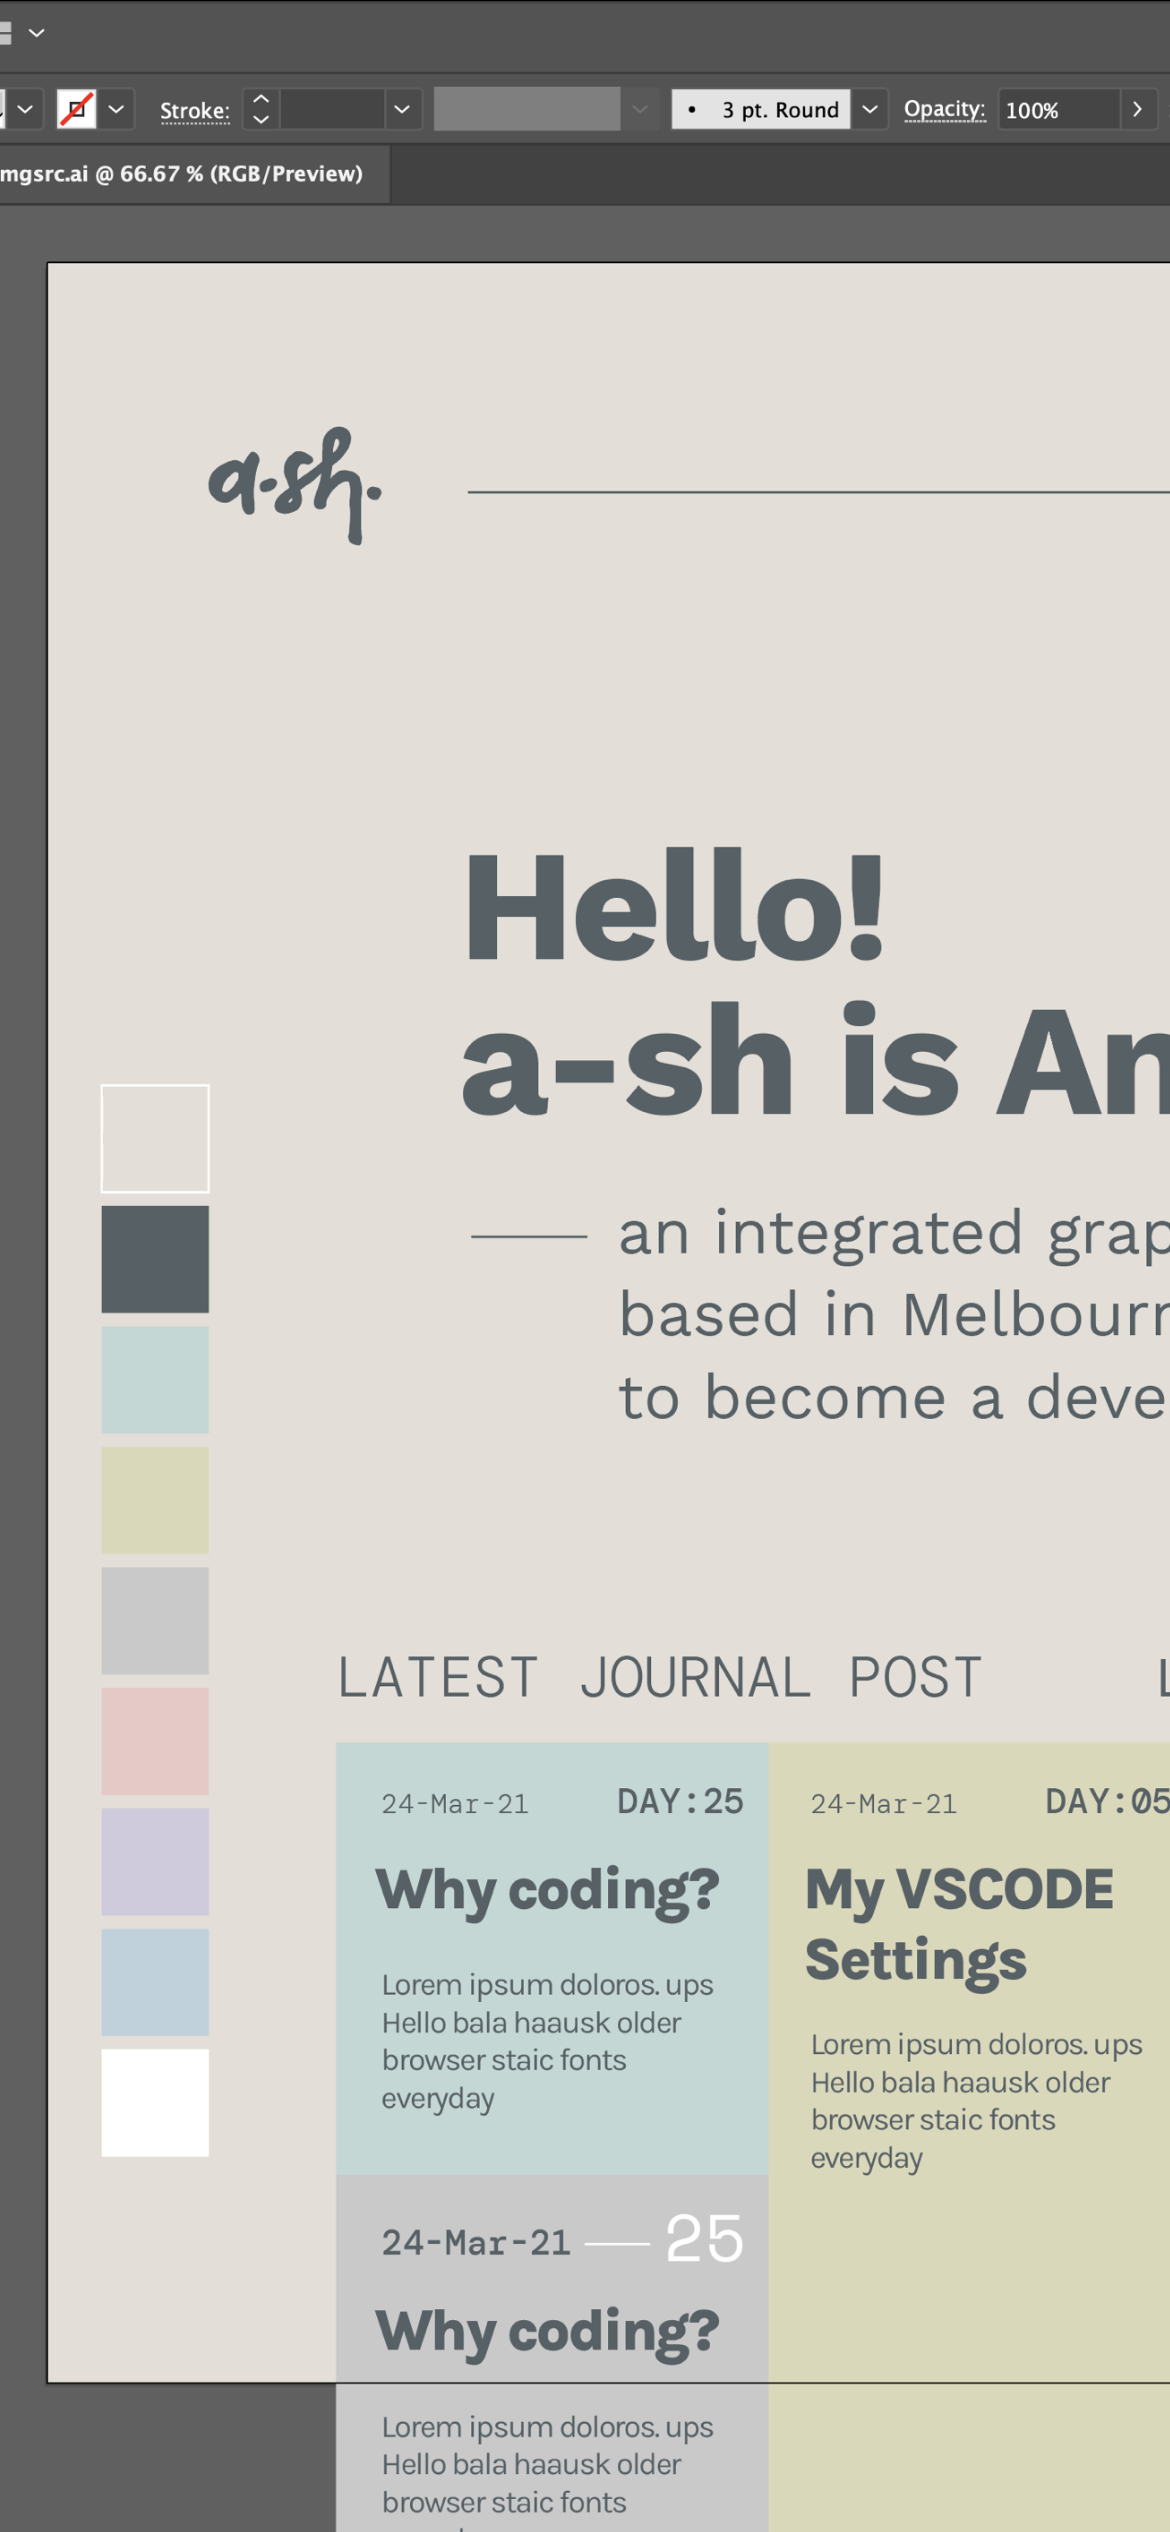 Stroke:
3 pt. Round
Opacity:
100%
mgsrc.ai @ 66.67 % (RGB/Preview)
a-sh.
Hello!
a-sh is An
an integrated grap
based in Melbourn
to become a deve
LATEST JOURNAL POST
L
24-Mar-21 DAY:25
Why coding?
Lorem ipsum doloros. ups
Hello bala haausk older
browser staic fonts
everyday
24-Mar-21 DAY:05
My VSCODE
Settings
Lorem ipsum doloros. ups
Hello bala haausk older
browser staic fonts
everyday
24-Mar-21 — 25
Why coding?
Lorem ipsum doloros. ups
Hello bala haausk older
browser staic fonts